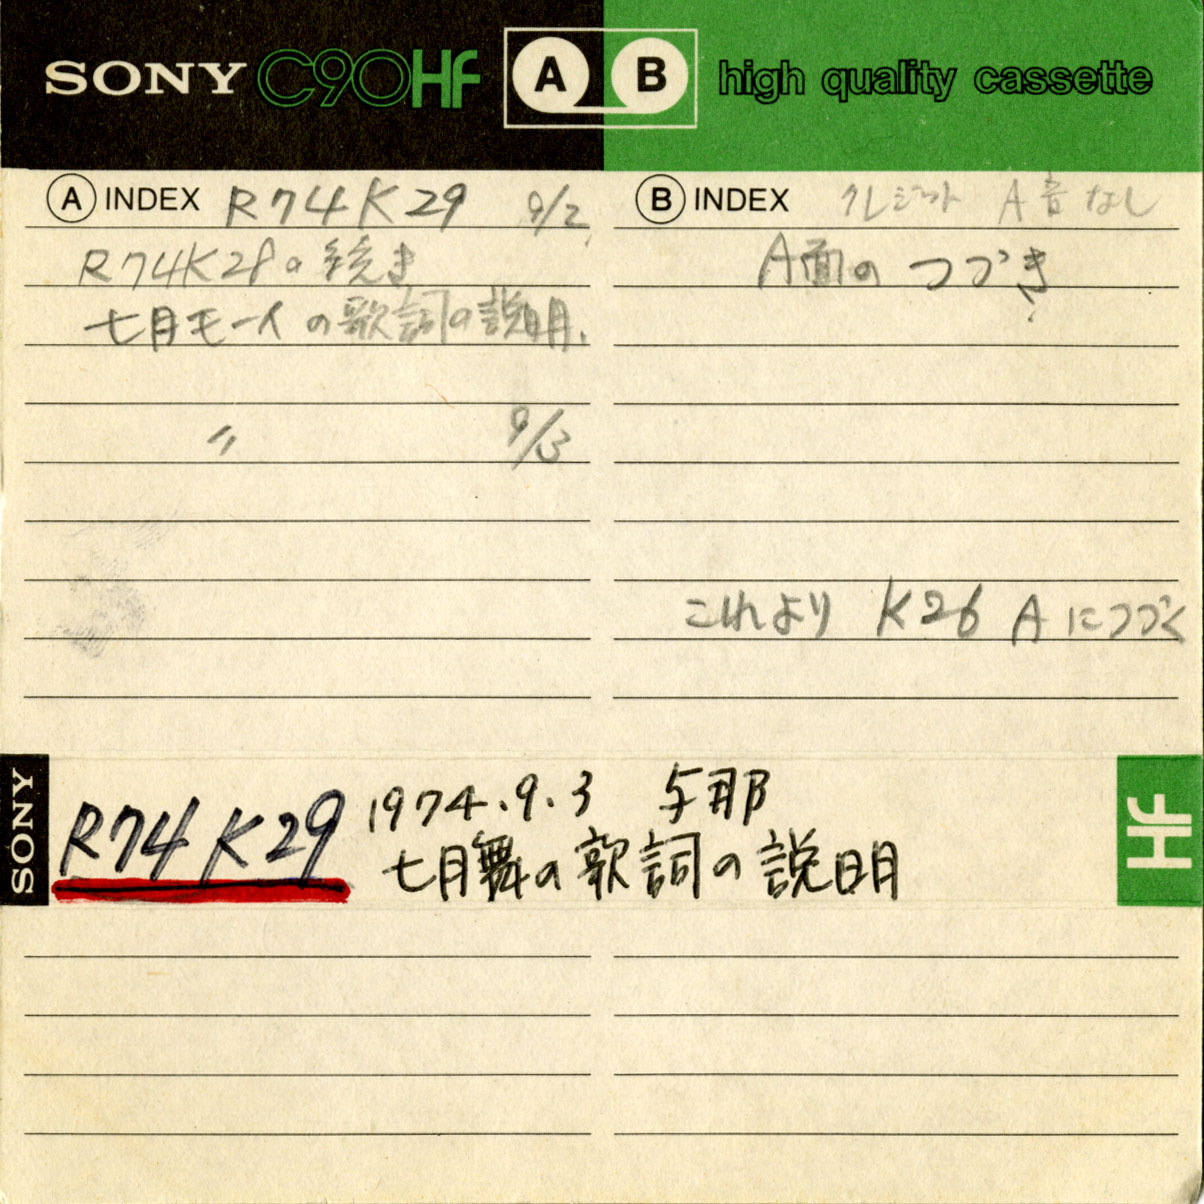 SONY C90HF A B high quality cassette
A INDEX R74K29 9/2
R74K28の続き
七月モーイの歌詞の説明.
〃 9/3
B INDEX クレジット A音なし
A面のつづき
これより K26 Aにつづく
SONY
R74K29 1974.9.3 与那
七月舞の歌詞の説明
HF